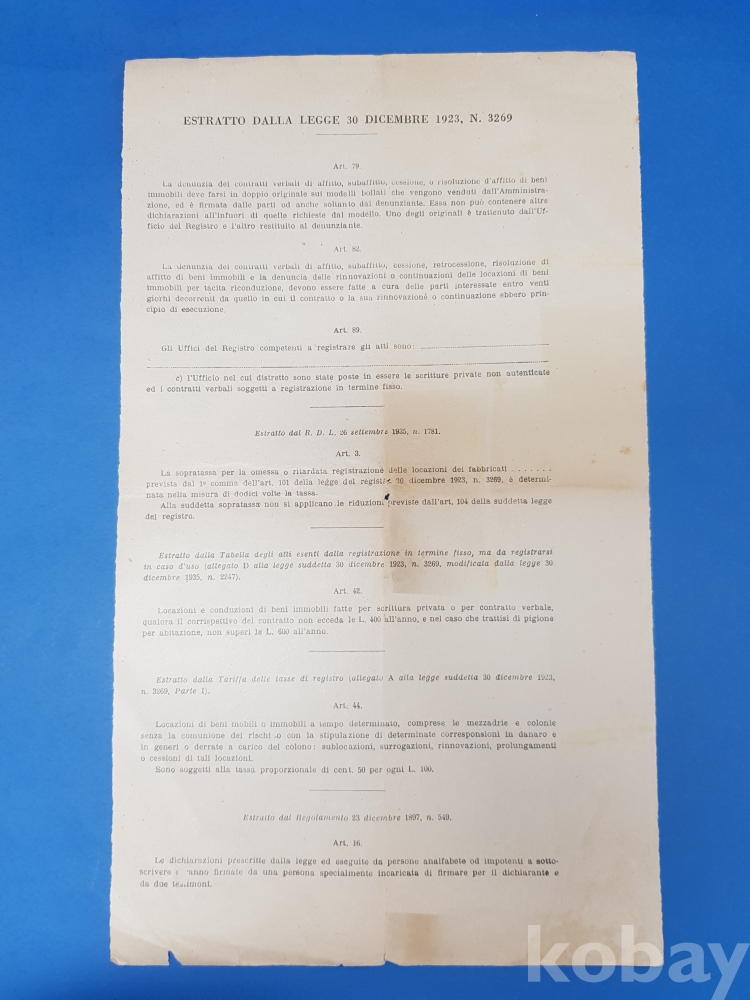 ESTRATTO DALLA LEGGE 30 DICEMBRE 1923, N. 3269
Art. 79.
La denunzia dei contratti verbali di affitto, subaffitto, cessione, o risoluzione d'affitto di beni
immobili deve farsi in doppio originale sui modelli bollati che vengono venduti dall'Amministra-
zione, ed è firmata dalle parti od anche soltanto dal denunziante. Essa non può contenere altre
dichiarazioni all'infuori di quelle richieste dal modello. Uno degli originali è trattenuto dall'Uf-
ficio del Registro e l'altro restituito al denunziante.
Art. 82.
La denunzia dei contratti verbali di affitto, subaffitto, cessione, retrocessione, risoluzione di
affitto di beni immobili e la denuncia delle rinnovazioni o continuazioni delle locazioni di beni
immobili per tacita riconduzione, devono essere fatte a cura delle parti interessate entro venti
giorni decorrenti da quello in cui il contratto o la sua rinnovazione o continuazione ebbero prin-
cipio di esecuzione.
Art. 89.
Gli Uffici del Registro competenti a registrare gli atti sono:
c) l'Ufficio nel cui distretto sono state poste in essere le scritture private non autenticate
ed i contratti verbali soggetti a registrazione in termine fisso.
Estratto dal R. D. L. 26 settembre 1935, n. 1781.
Art. 3.
La sopratassa per la omessa o ritardata registrazione delle locazioni dei fabbricati . . . . . . .
prevista dal 1º comma dell'art. 101 della legge del registro 30 dicembre 1923, n. 3269, è determi-
nata nella misura di dodici volte la tassa.
Alla suddetta sopratassa non si applicano le riduzioni previste dall'art. 104 della suddetta legge
del registro.
Estratto dalla Tabella degli atti esenti dalla registrazione in termine fisso, ma da registrarsi
in caso d'uso (allegato D alla legge suddetta 30 dicembre 1923, n. 3269, modificata dalla legge 30
dicembre 1935, n. 2247).
Art. 42.
Locazioni e conduzioni di beni immobili fatte per scrittura privata o per contratto verbale,
qualora il corrispettivo del contratto non ecceda le L. 400 all'anno, e nel caso che trattisi di pigione
per abitazione, non superi le L. 600 all'anno.
Estratto dalla Tariffa delle tasse di registro (allegato A alla legge suddetta 30 dicembre 1923,
n. 3269, Parte I).
Art. 44.
Locazioni di beni mobili o immobili a tempo determinato, comprese le mezzadrie e colonie
senza la comunione dei rischi o con la stipulazione di determinate corresponsioni in danaro e
in generi o derrate a carico del colono: sublocazioni, surrogazioni, rinnovazioni, prolungamenti
o cessioni di tali locazioni.
Sono soggetti alla tassa proporzionale di cent. 50 per ogni L. 100.
Estratto dal Regolamento 23 dicembre 1897, n. 549.
Art. 16.
Le dichiarazioni prescritte dalla legge ed eseguite da persone analfabete od impotenti a sotto-
scrivere saranno firmate da una persona specialmente incaricata di firmare per il dichiarante e
da due testimoni.
kobay